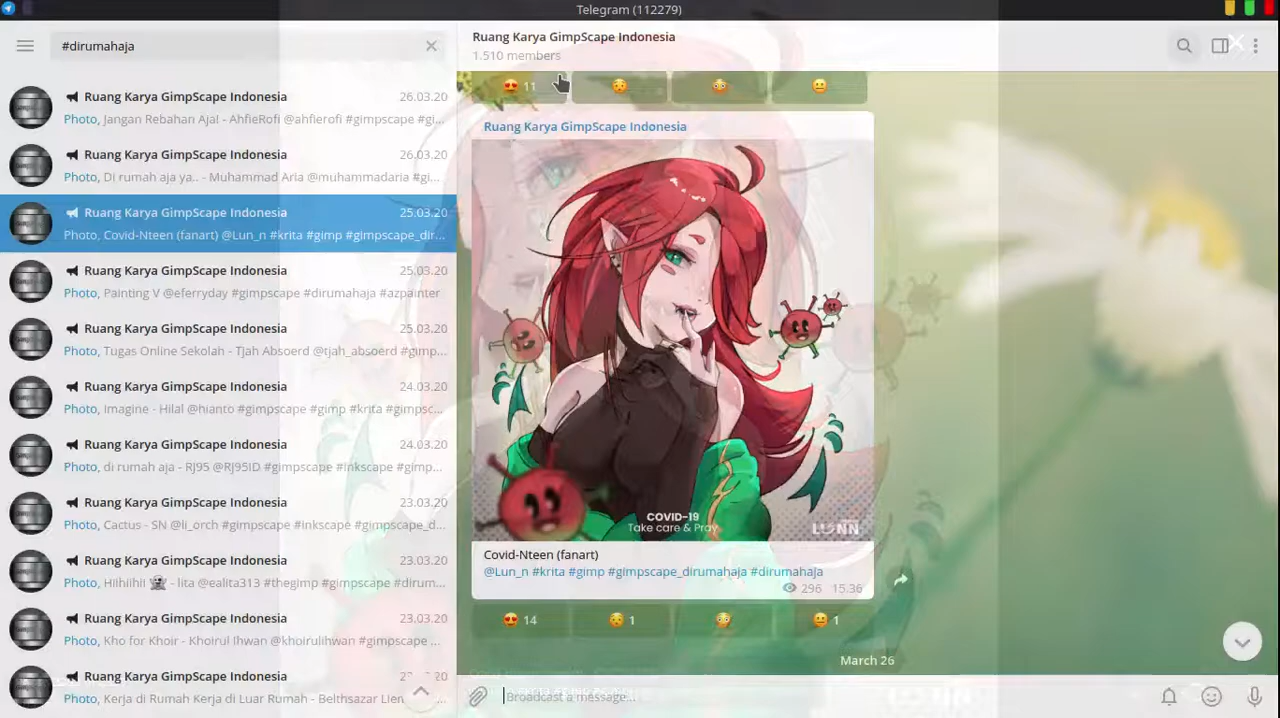 Telegram (112279)
#dirumahaja
Ruang Karya GimpScape Indonesia 26.03.20
Photo, Jangan Rebahan Aja! - AhfieRofi @ahfierofi #gimpscape #gi...
Ruang Karya GimpScape Indonesia 26.03.20
Photo, Di rumah aja ya.. - Muhammad Aria @muhammadaria #gi...
Ruang Karya GimpScape Indonesia 25.03.20
Photo, Covid-Nteen (fanart) @Lun_n #krita #gimp #gimpscape_dir...
Ruang Karya GimpScape Indonesia 25.03.20
Photo, Painting V @eferryday #gimpscape #dirumahaja #azpainter
Ruang Karya GimpScape Indonesia 25.03.20
Photo, Tugas Online Sekolah - Tjah Absoerd @tjah_absoerd #gimp...
Ruang Karya GimpScape Indonesia 24.03.20
Photo, Imagine - Hilal @hianto #gimpscape #gimp #krita #gimpsc...
Ruang Karya GimpScape Indonesia 24.03.20
Photo, di rumah aja - RJ95 @RJ95ID #gimpscape #inkscape #gimp...
Ruang Karya GimpScape Indonesia 23.03.20
Photo, Cactus - SN @li_orch #gimpscape #inkscape #gimpscape_d...
Ruang Karya GimpScape Indonesia 23.03.20
Photo, HIhIihiI - lita @ealita313 #thegimp #gimpscape #dirum...
Ruang Karya GimpScape Indonesia 23.03.20
Photo, Kho for Khoir - Khoirul Ihwan @khoirulihwan #gimpscape ...
Ruang Karya GimpScape Indonesia
Photo, Kerja di Rumah Kerja di Luar Rumah - Belthsazar Lien...
Ruang Karya GimpScape Indonesia
1.510 members
11
Ruang Karya GimpScape Indonesia
COVID-19
Take care & Pray
Covid-Nteen (fanart)
@Lun_n #krita #gimp #gimpscape_dirumahaja #dirumahaja
296 15.36
14 1 1
March 26
Broadcast a message...